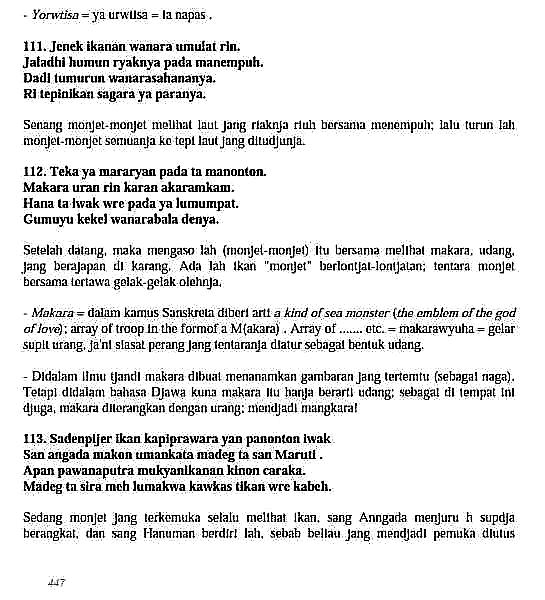 - Yorwtisa = ya urwtisa = ia napas .
111. Jenek ikanan wanara umulat rin.
Jaladhi humun ryaknya pada manempuh.
Dadi tumurun wanarasahananya.
Ri tepinikan sagara ya paranya.
Senang monjet-monjet melihat laut jang riaknja riuh bersama menempuh; lalu turun lah
monjet-monjet semuanja ke tepi laut jang ditudjunja.
112. Teka ya mararyan pada ta manonton.
Makara uran rin karan akaramkam.
Hana ta iwak wre pada ya lumumpat.
Gumuyu kekel wanarabala denya.
Setelah datang, maka mengaso lah (monjet-monjet) itu bersama melihat makara, udang,
jang berajapan di karang. Ada lah ikan "monjet" berlontjat-lontjatan; tentara monjet
bersama tertawa gelak-gelak olehnja.
- Makara = dalam kamus Sanskreta diberi arti a kind of sea monster (the emblem of the god
of love); array of troop in the formof a M(akara) . Array of ....... etc. = makarawyuha = gelar
supit urang, ja'ni siasat perang jang tentaranja diatur sebagai bentuk udang.
- Didalam ilmu tjandi makara dibuat menanamkan gambaran jang tertemtu (sebagai naga).
Tetapi didalam bahasa Djawa kuna makara itu hanja berarti udang; sebagai di tempat ini
djuga, makara diterangkan dengan urang; mendjadi mangkara!
113. Sadenpijer ikan kapiprawara yan panonton iwak
San angada makon umankata madeg ta san Maruti .
Apan pawanaputra mukyanikanan kinon caraka.
Madeg ta sira meh lumakwa kawkas tikan wre kabeh.
Sedang monjet jang terkemuka selalu melihat ikan, sang Anngada menjuru h supdja
berangkat, dan sang Hanuman berdiri lah, sebab beliau jang mendjadi pemuka diutus
447